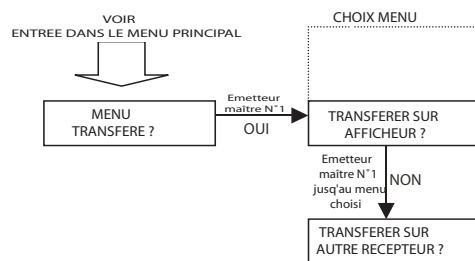 VOIR
ENTREE DANS LE MENU PRINCIPAL
CHOIX MENU
MENU
TRANSFERE ?
Emetteur
maître N°1
OUI
TRANSFERER SUR
AFFICHEUR ?
Emetteur
maître N°1
jusqu'au menu
choisi
NON
TRANSFERER SUR
AUTRE RECEPTEUR ?